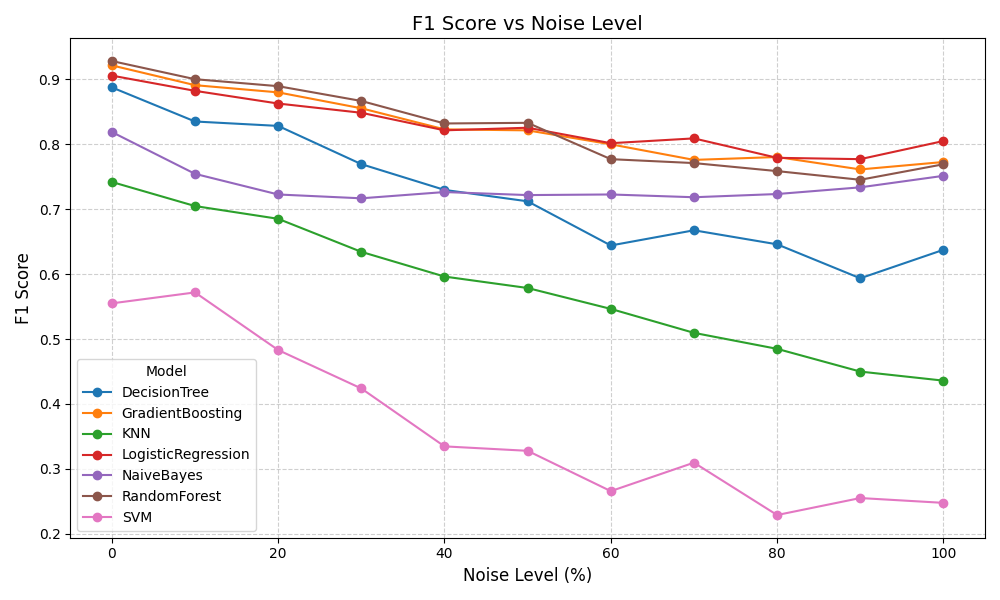 F1 Score vs Noise Level
F1 Score
0.9
0.8
0.7
0.6
0.5
0.4
0.3
0.2
Model
DecisionTree
GradientBoosting
KNN
LogisticRegression
NaiveBayes
RandomForest
SVM
0 20 40 60 80 100
Noise Level (%)